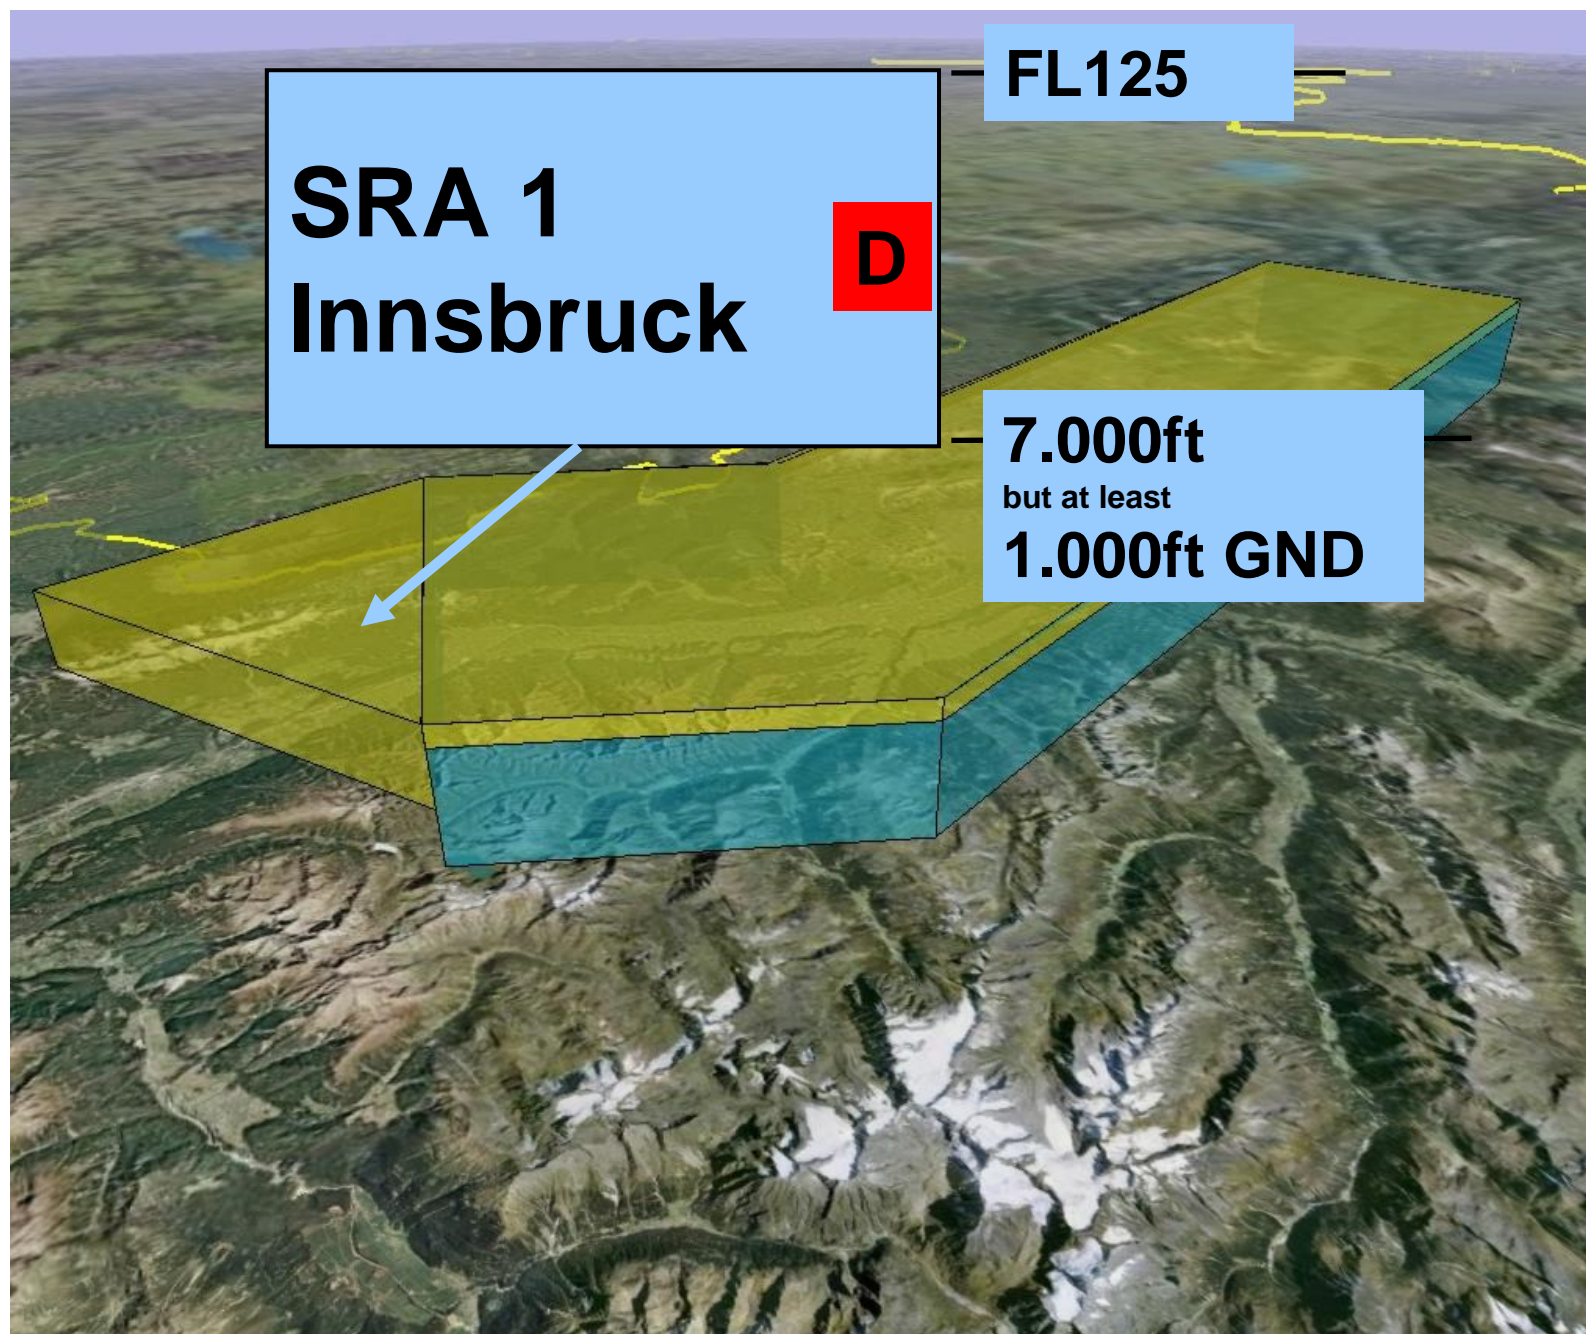 FL125
SRA 1
Innsbruck
D
7.000ft
but at least
1.000ft GND